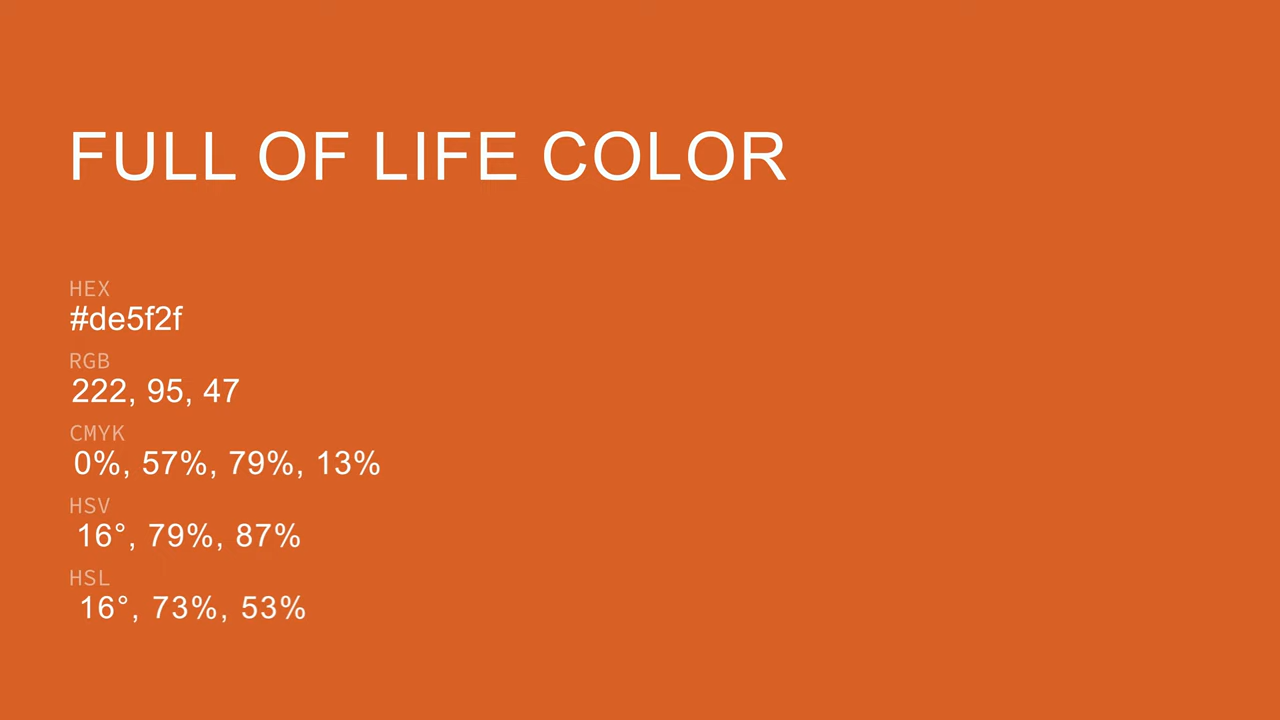 FULL OF LIFE COLOR
HEX
#de5f2f
RGB
222, 95, 47
CMYK
0%, 57%, 79%, 13%
HSV
16°, 79%, 87%
HSL
16°, 73%, 53%